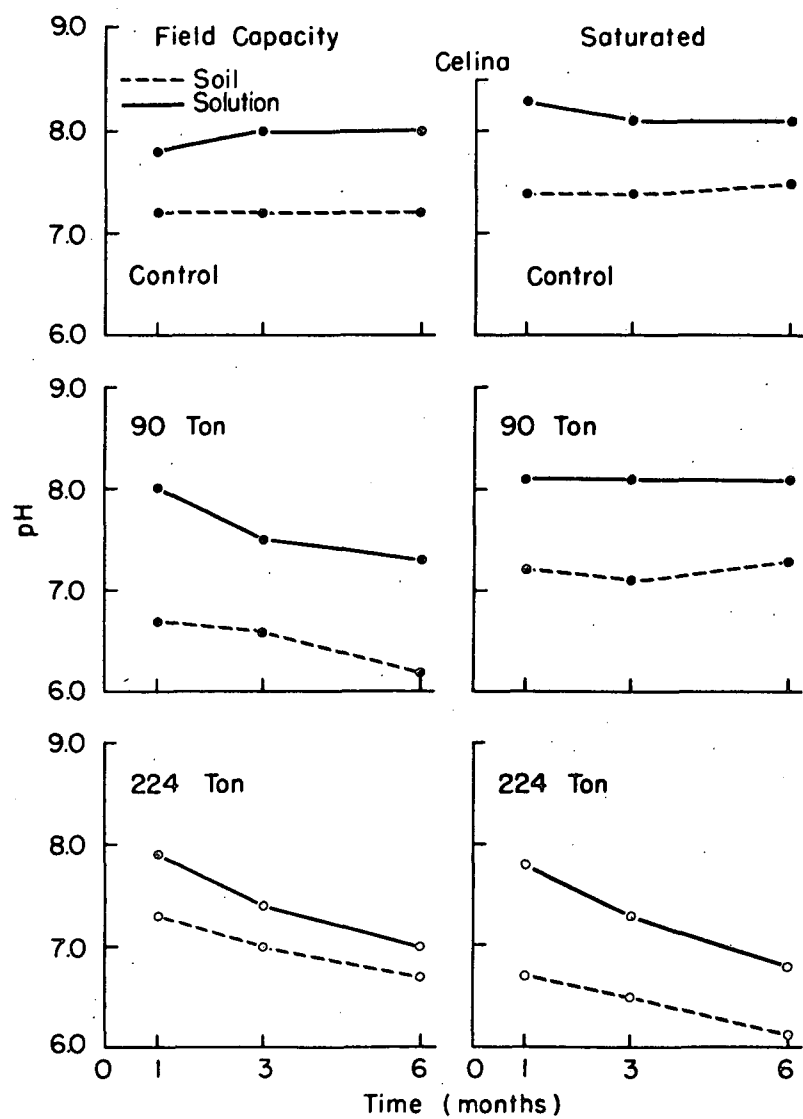 Field Capacity
Saturated
Celina
Soil
Solution
9.0
8.0
7.0
6.0
Control
Control
9.0
8.0
7.0
6.0
90 Ton
90 Ton
pH
9.0
8.0
7.0
6.0
224 Ton
224 Ton
0 1 3 6
0 1 3 6
Time (months)